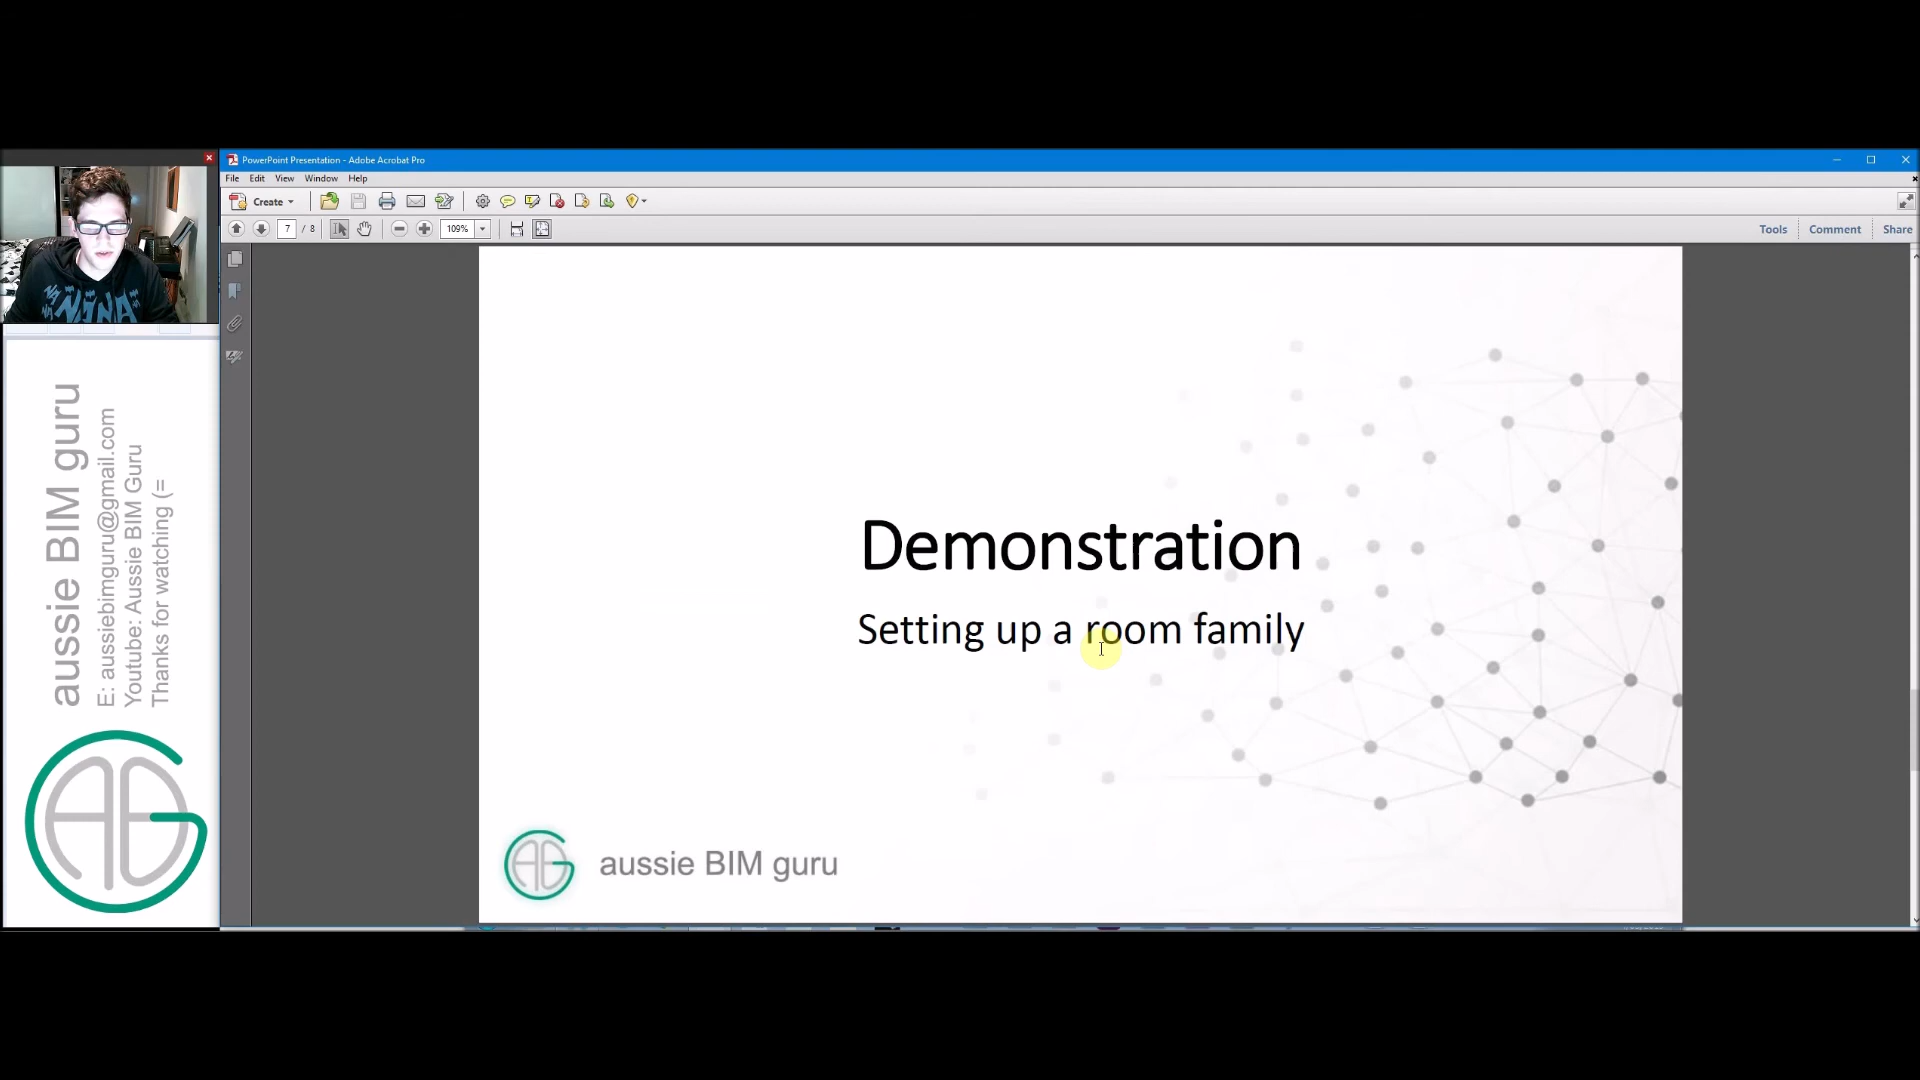 PowerPoint Presentation - Adobe Acrobat Pro
File Edit View Window Help
Create
7 / 8
109%
Tools Comment Share
aussie BIM guru
E: aussiebimguru@gmail.com
Youtube: Aussie BIM Guru
Thanks for watching (=
Demonstration
Setting up a room family
aussie BIM guru